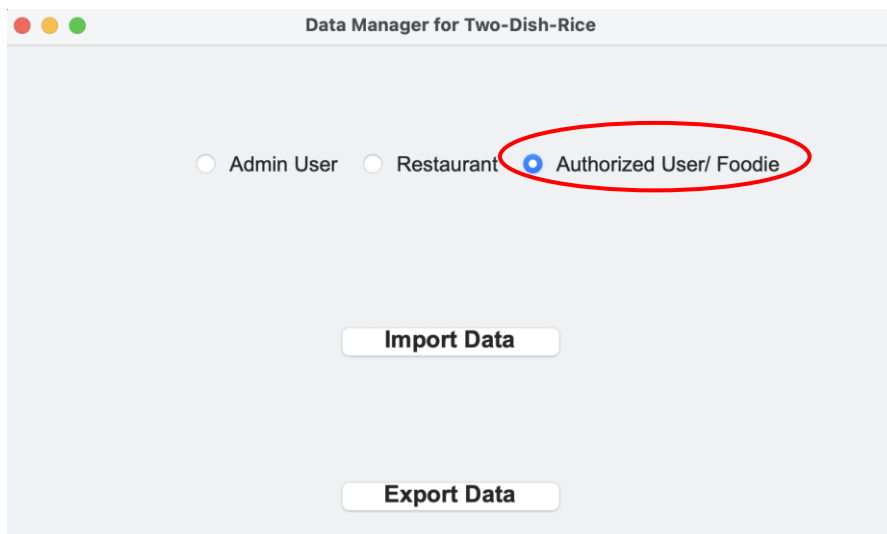 Data Manager for Two-Dish-Rice
Admin User Restaurant Authorized User/ Foodie
Import Data
Export Data